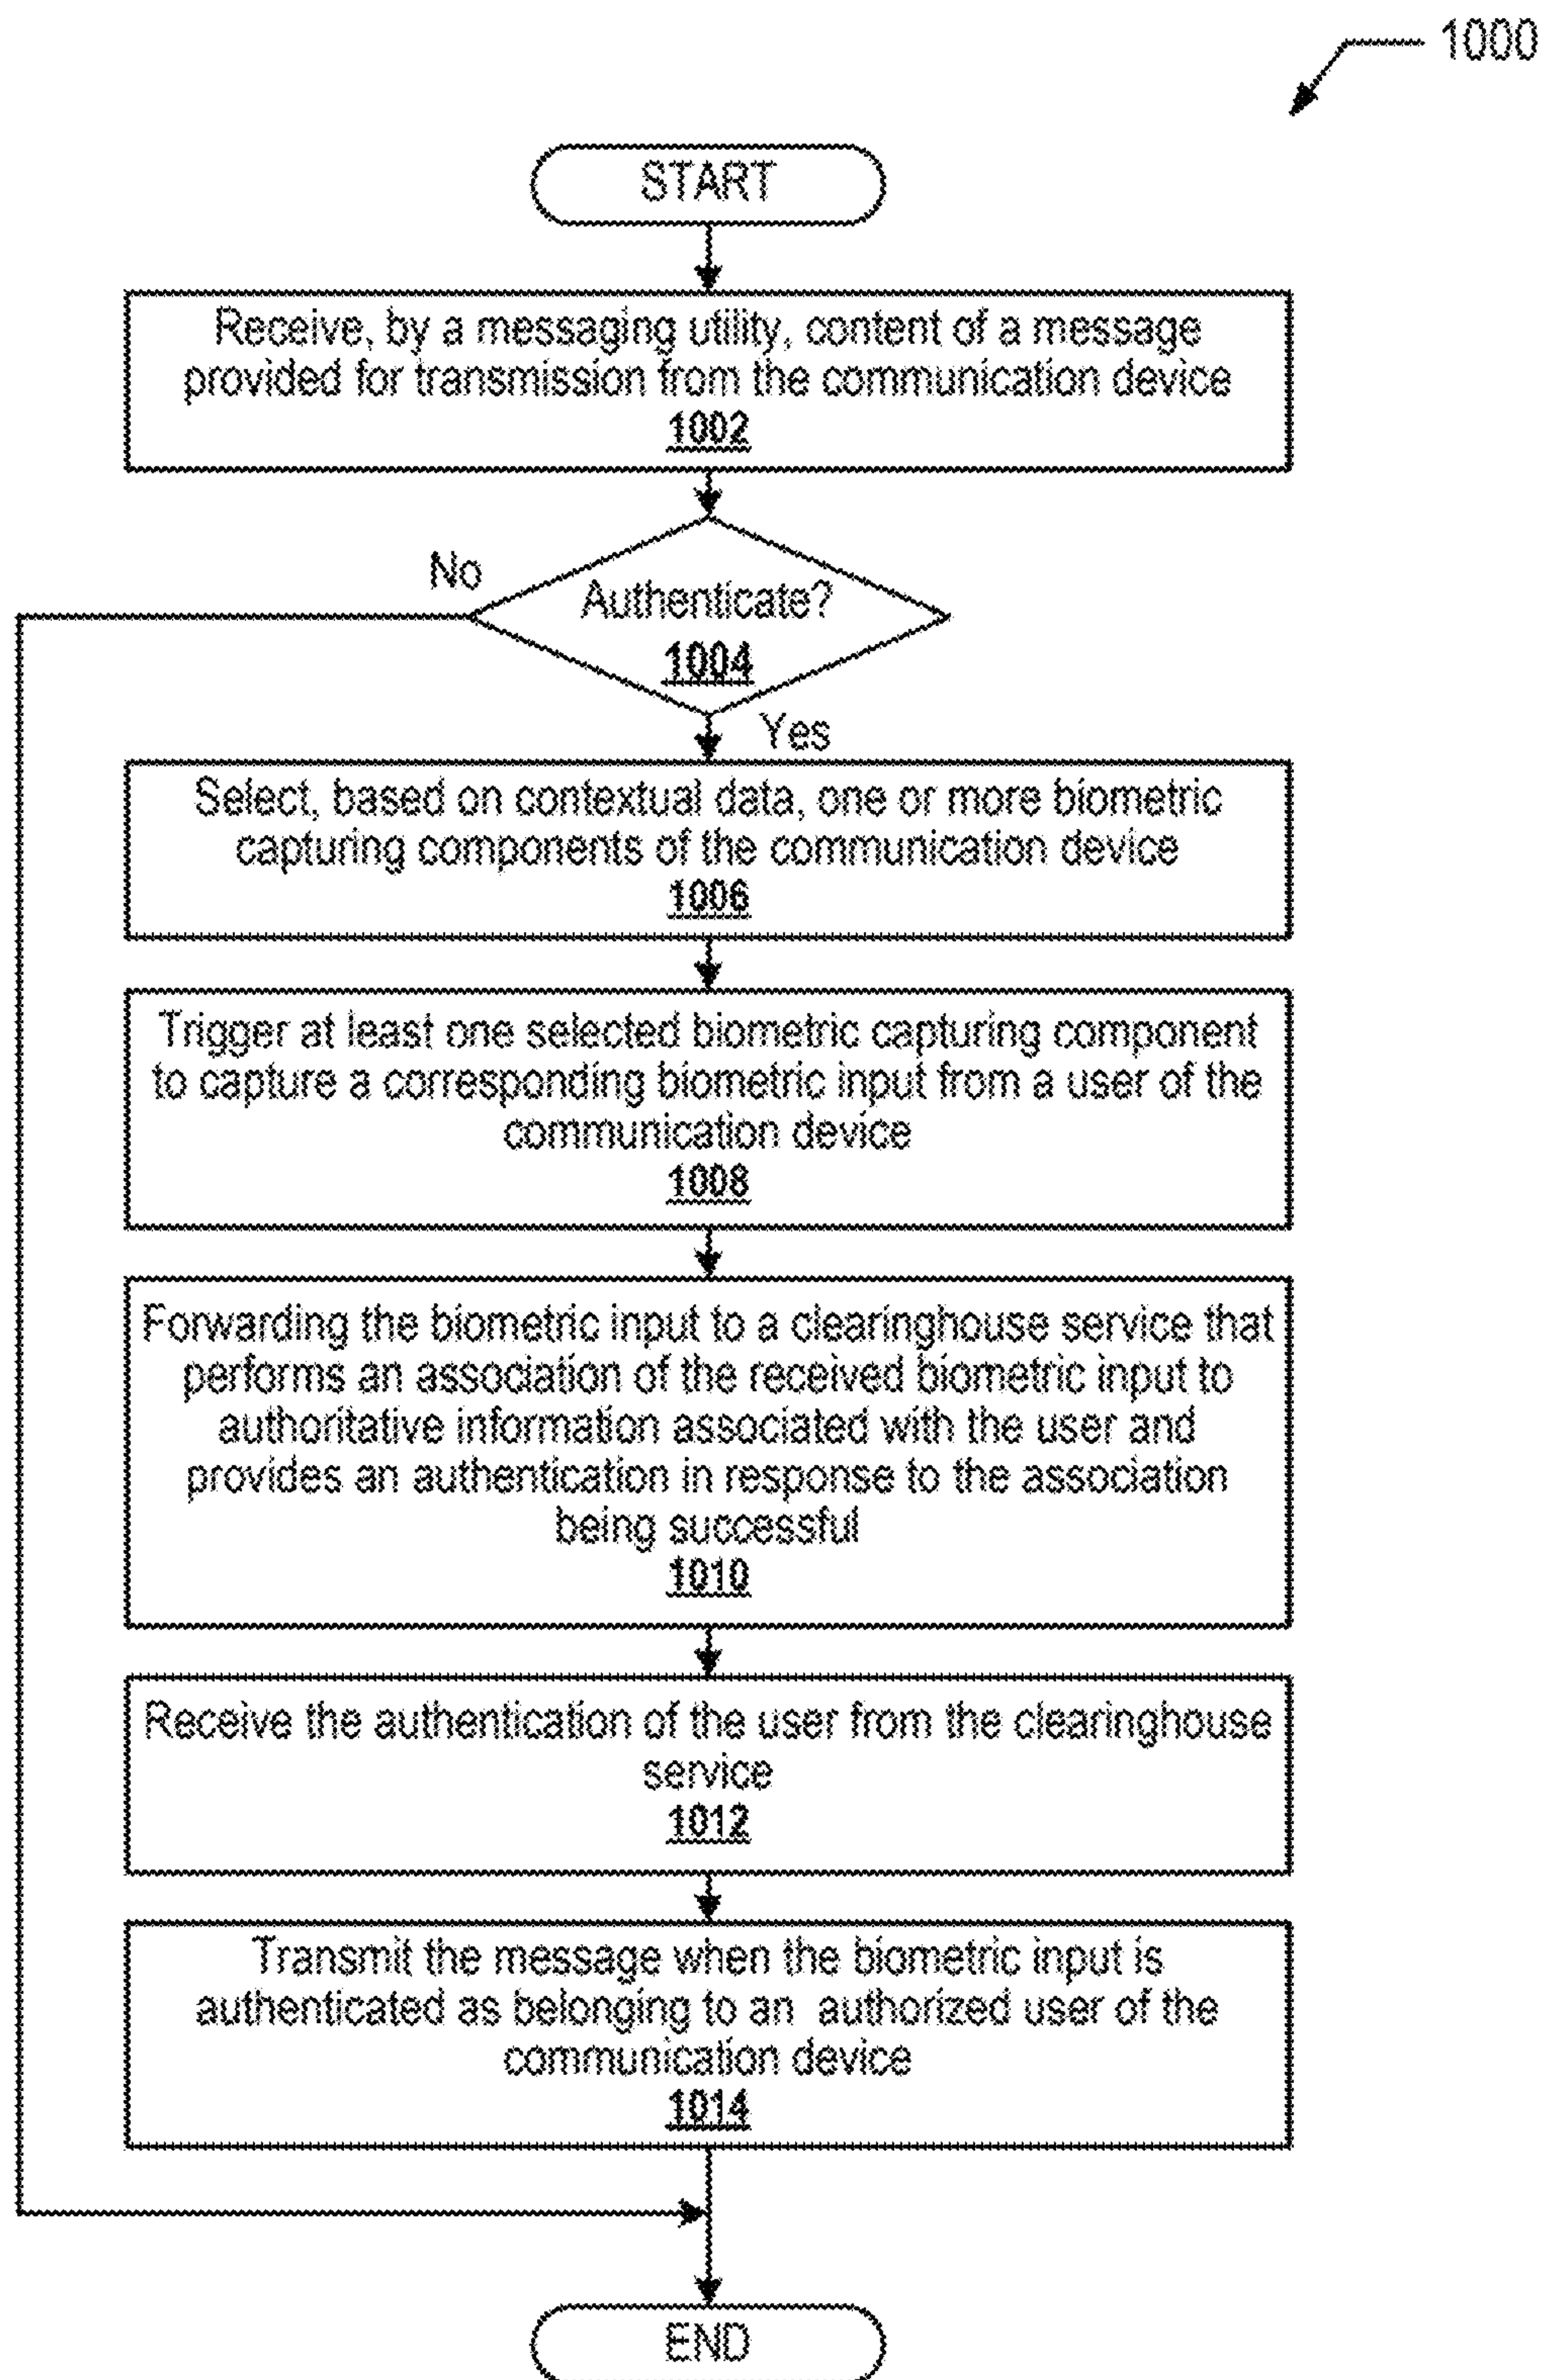 1000
START
Receive, by a messaging utility, content of a message
provided for transmission from the communication device
1002
No
Authenticate?
1004
Yes
Select, based on contextual data, one or more biometric
capturing components of the communication device
1006
Trigger at least one selected biometric capturing component
to capture a corresponding biometric input from a user of the
communication device
1008
Forwarding the biometric input to a clearinghouse service that
performs an association of the received biometric input to
authoritative information associated with the user and
provides an authentication in response to the association
being successful
1010
Receive the authentication of the user from the clearinghouse
service
1012
Transmit the message when the biometric input is
authenticated as belonging to an authorized user of the
communication device
1014
END